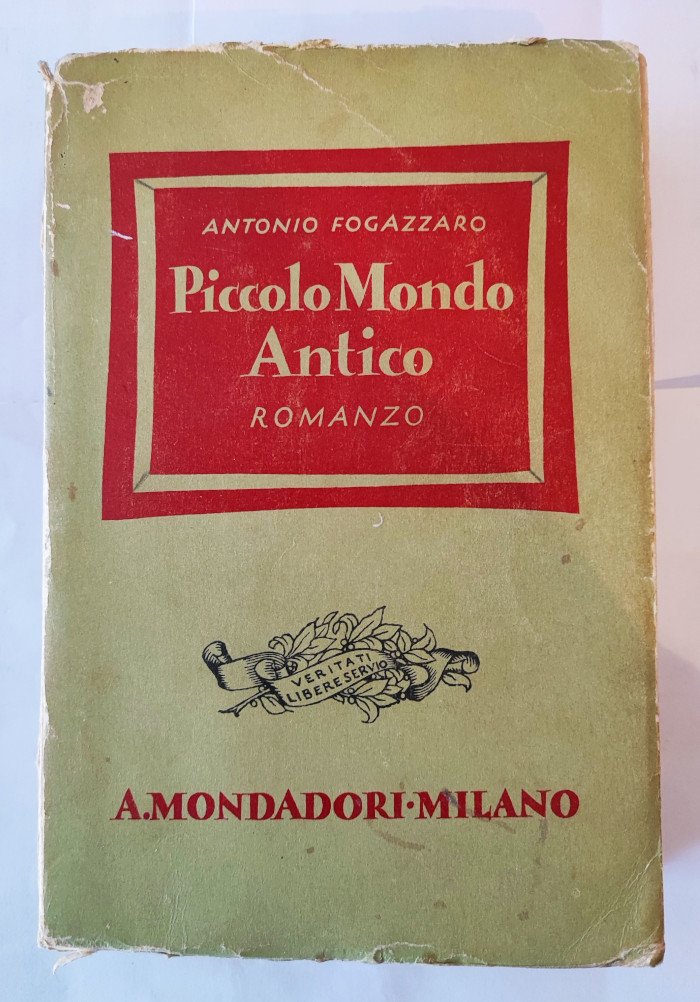 ANTONIO FOGAZZARO
Piccolo Mondo
Antico
ROMANZO
VERITATI
LIBERE SERVIO
A.MONDADORI·MILANO